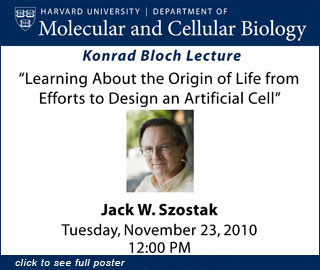 HARVARD UNIVERSITY | DEPARTMENT OF
Molecular and Cellular Biology
Konrad Bloch Lecture
“Learning About the Origin of Life from
Efforts to Design an Artificial Cell”
Jack W. Szostak
Tuesday, November 23, 2010
12:00 PM
click to see full poster